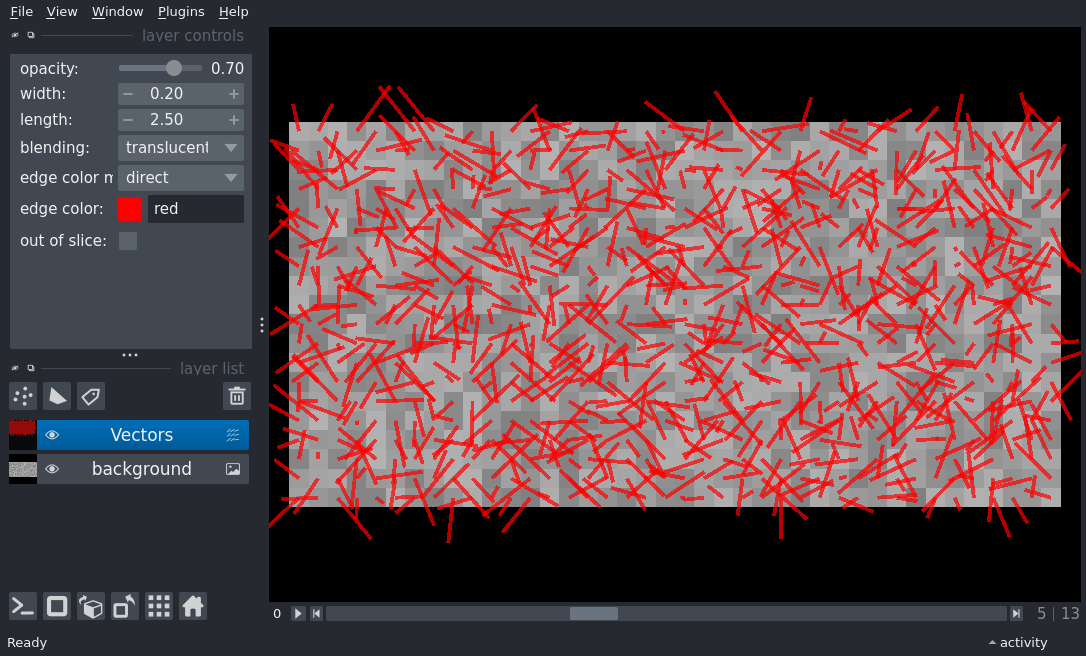 File View Window Plugins Help
layer controls
opacity: 0.70
width: − 0.20 +
length: − 2.50 +
blending: translucent
edge color m direct
edge color: red
out of slice:
layer list
Vectors
background
0 5 | 13
Ready activity